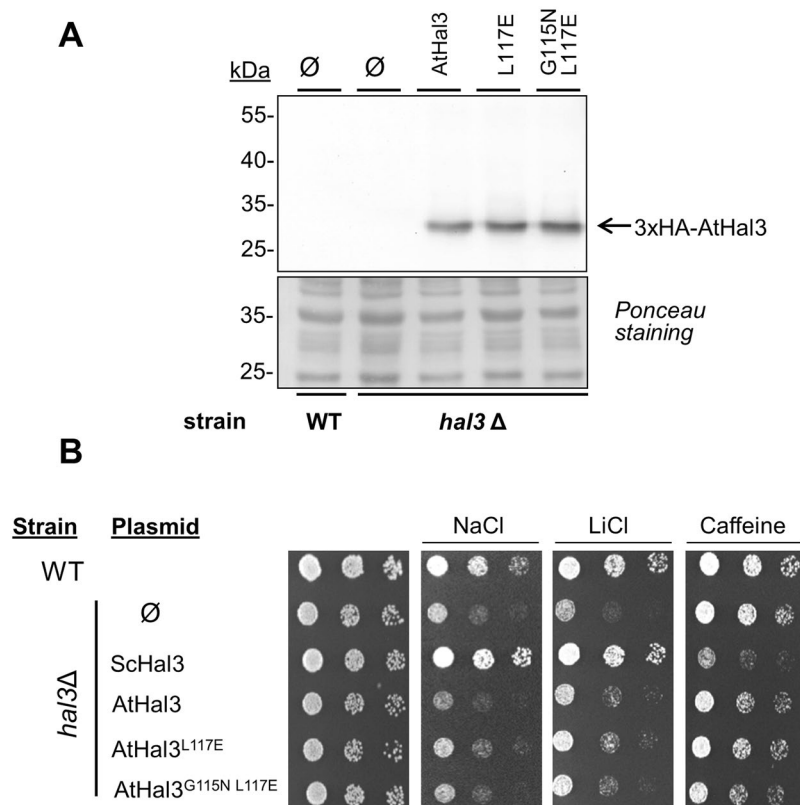 A
kDa
Ø
Ø
AtHal3
L117E
G115N
L117E
55-
40-
35-
25-
3xHA-AtHal3
35-
25-
Ponceau
staining
strain
WT
hal3 Δ
B
Strain
Plasmid
NaCl
LiCl
Caffeine
WT
hal3Δ
Ø
ScHal3
AtHal3
AtHal3L117E
AtHal3G115N L117E